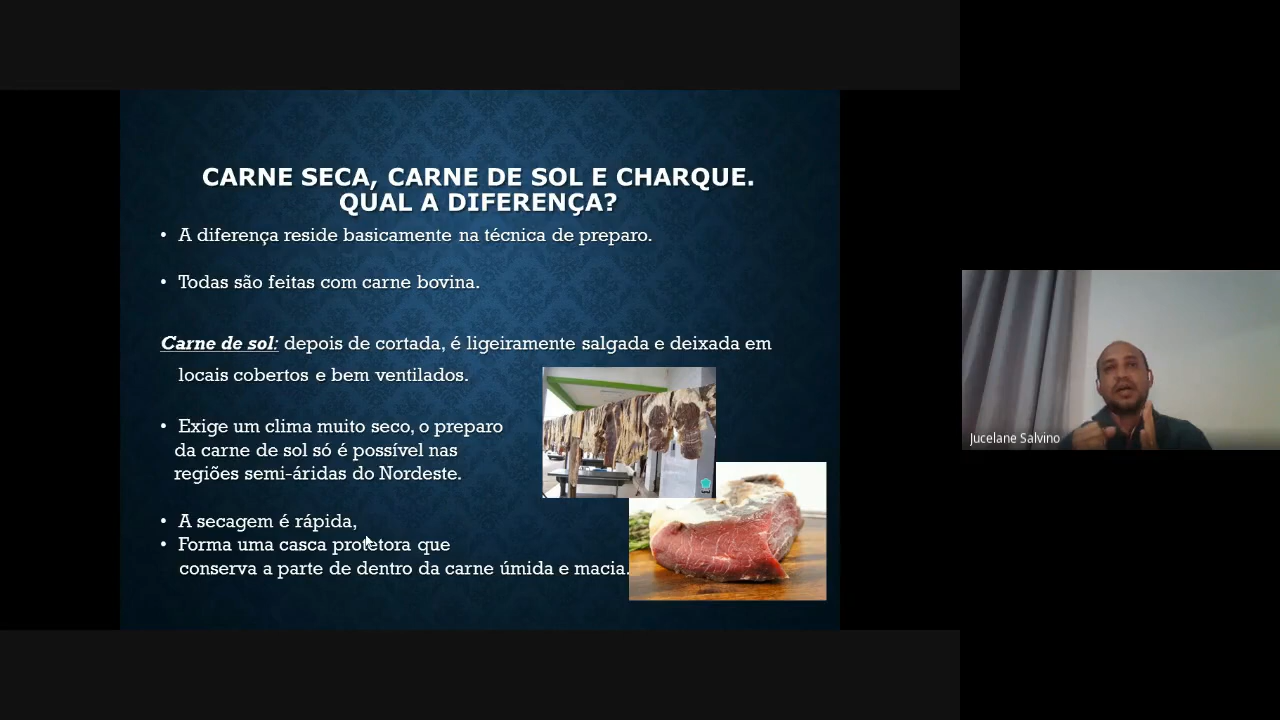 CARNE SECA, CARNE DE SOL E CHARQUE.
QUAL A DIFERENÇA?
• A diferença reside basicamente na técnica de preparo.
• Todas são feitas com carne bovina.
Carne de sol: depois de cortada, é ligeiramente salgada e deixada em
locais cobertos e bem ventilados.
• Exige um clima muito seco, o preparo
da carne de sol só é possível nas
regiões semi-áridas do Nordeste.
• A secagem é rápida,
• Forma uma casca protetora que
conserva a parte de dentro da carne úmida e macia.
Jucelane Salvino